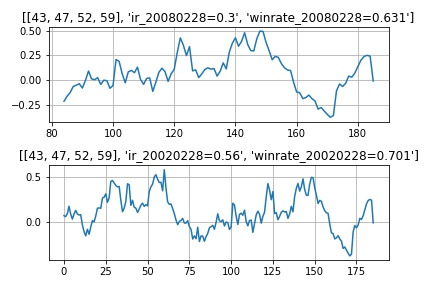 [[43, 47, 52, 59], 'ir_20080228=0.3', 'winrate_20080228=0.631']
0.50
0.25
0.00
−0.25
80 100 120 140 160 180
[[43, 47, 52, 59], 'ir_20020228=0.56', 'winrate_20020228=0.701']
0.5
0.0
0 25 50 75 100 125 150 175